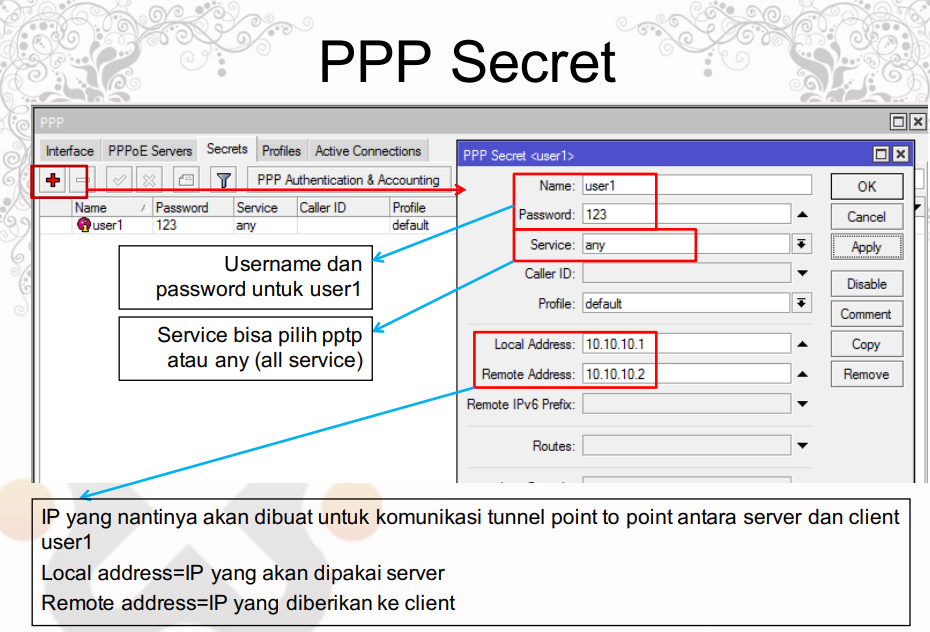 PPP Secret
PPP
Interface PPPoE Servers Secrets Profiles Active Connections
PPP Authentication & Accounting
Name Password Service Caller ID Profile
user1 123 any default
Username dan
password untuk user1
Service bisa pilih pptp
atau any (all service)
PPP Secret <user1>
Name: user1
Password: 123
Service: any
Caller ID:
Profile: default
Local Address: 10.10.10.1
Remote Address: 10.10.10.2
Remote IPv6 Prefix:
Routes:
OK
Cancel
Apply
Disable
Comment
Copy
Remove
IP yang nantinya akan dibuat untuk komunikasi tunnel point to point antara server dan client
user1
Local address=IP yang akan dipakai server
Remote address=IP yang diberikan ke client